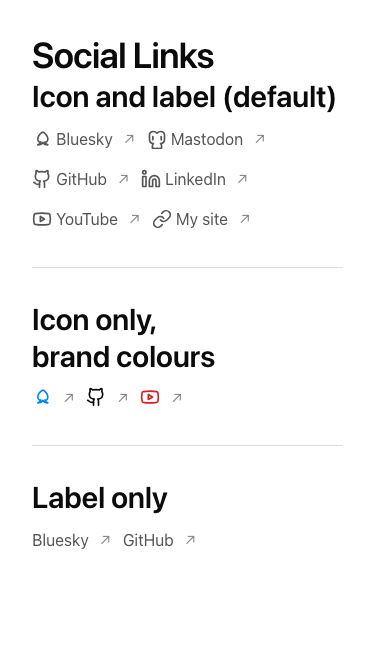 Social Links
Icon and label (default)
Bluesky ↗ Mastodon ↗
GitHub ↗ LinkedIn ↗
YouTube ↗ My site ↗
Icon only,
brand colours
↗ ↗ ↗
Label only
Bluesky ↗ GitHub ↗